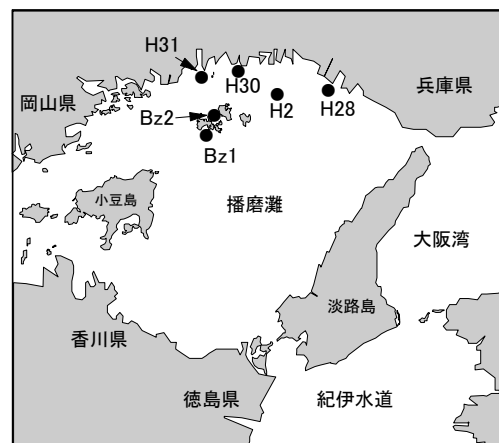 H31
H30
兵庫県
岡山県
H2
H28
Bz2
Bz1
小豆島
播磨灘
大阪湾
淡路島
香川県
徳島県
紀伊水道